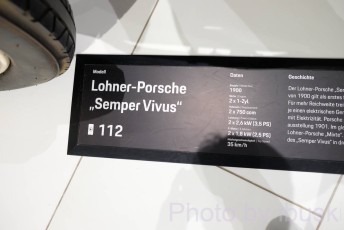 Modell
Lohner-Porsche
„Semper Vivus“
112
Daten
1900
2 x 1-Zyl.
2 x 750 ccm
2 x 2,6 kW (3,5 PS)
2 x 1,8 kW (2,5 PS)
35 km/h
Geschichte
Der Lohner-Porsche „Se
von 1900 gilt als erstes
Für mehr Reichweite trei
je einen elektrischen Ge
mit Elektrizität. Porsche
ausstellung 1901. Im gle
Lohner-Porsche „Mixte“,
des „Semper Vivus“ in d
Photo